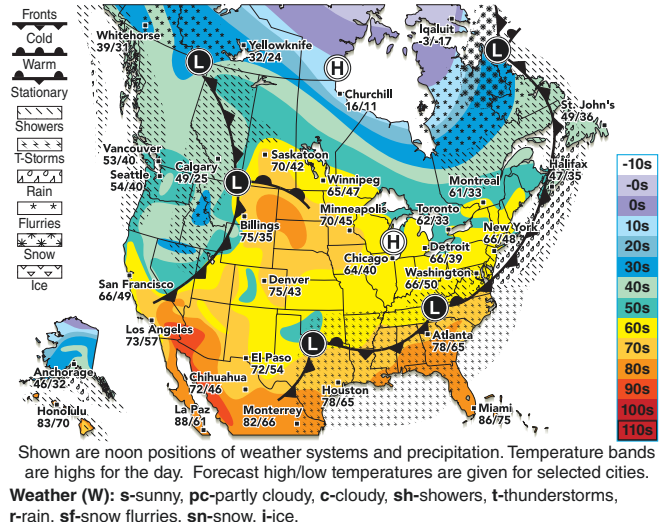 Fronts
Cold
Warm
Stationary
Showers
T-Storms
Rain
Flurries
Snow
Ice
Whitehorse
39/31
Yellowknife
32/24
Iqaluit
-3/-17
L
L
H
Churchill
16/11
St. John's
49/36
Vancouver
53/40
Seattle
54/40
Calgary
49/25
Saskatoon
70/42
Winnipeg
65/47
L
Halifax
47/35
Montreal
61/33
Minneapolis
70/45
Toronto
62/33
New York
66/48
Billings
75/35
H
Detroit
66/39
Chicago
64/40
Washington
66/50
San Francisco
66/49
Denver
75/43
L
Los Angeles
73/57
L
Atlanta
78/65
El Paso
72/54
Chihuahua
72/46
Houston
78/65
La Paz
88/61
Monterrey
82/66
Miami
86/75
Anchorage
46/32
Honolulu
83/70
-10s
-0s
0s
10s
20s
30s
40s
50s
60s
70s
80s
90s
100s
110s
Shown are noon positions of weather systems and precipitation. Temperature bands
are highs for the day. Forecast high/low temperatures are given for selected cities.
Weather (W): s-sunny, pc-partly cloudy, c-cloudy, sh-showers, t-thunderstorms,
r-rain, sf-snow flurries, sn-snow, i-ice.